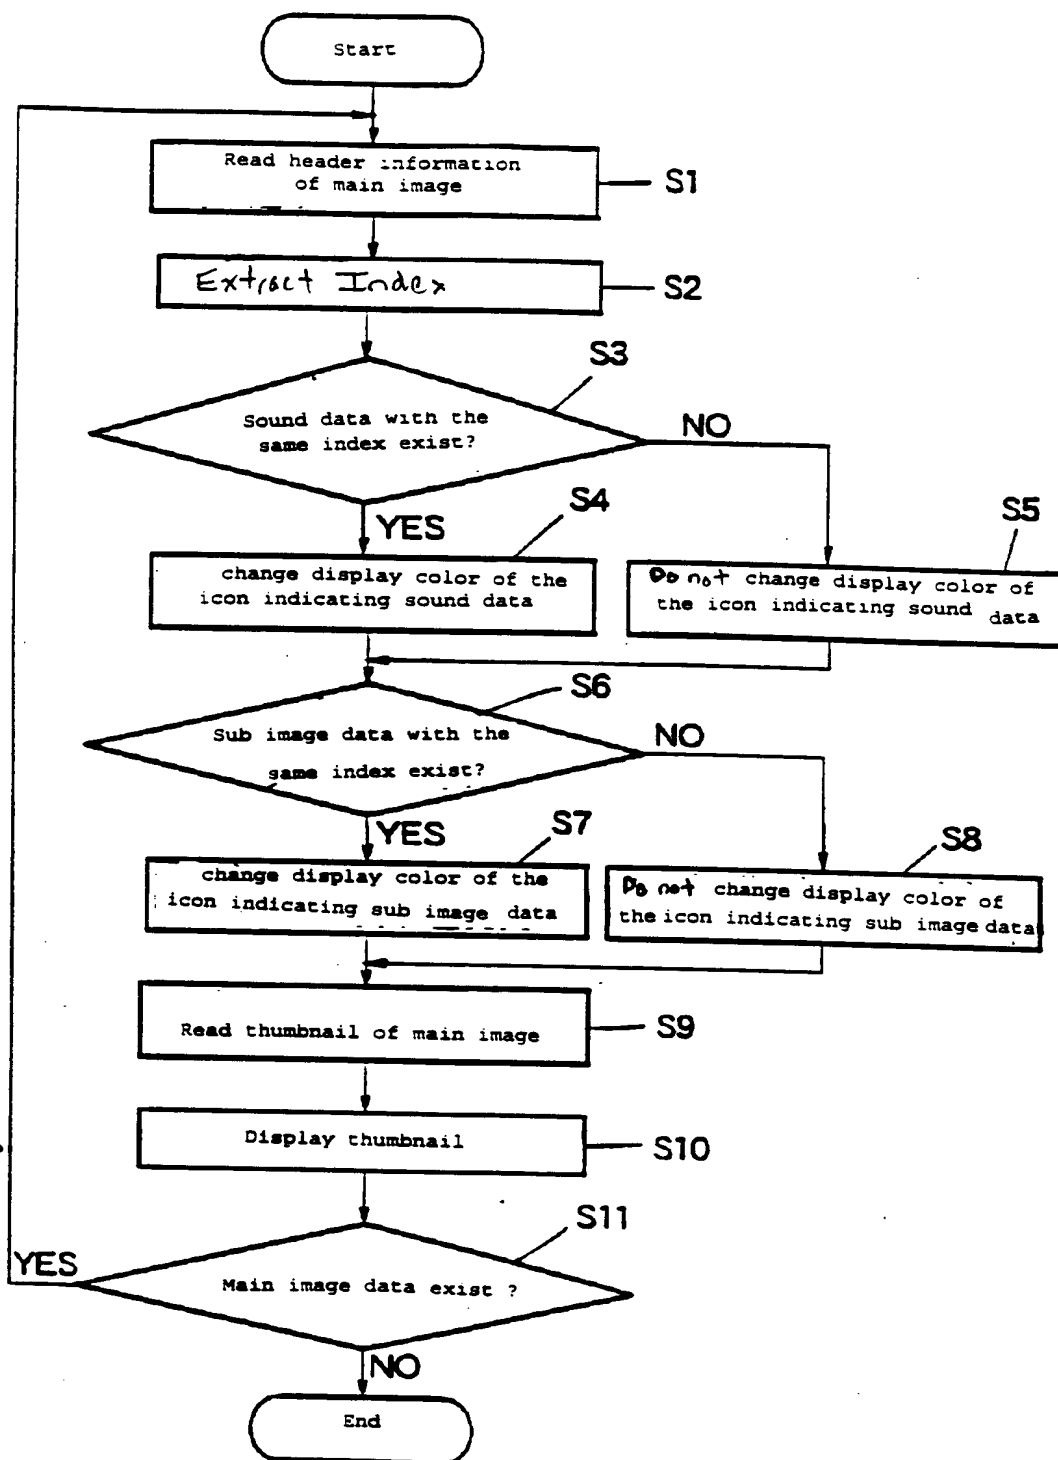 Start
Read header information
of main image
S1
Extract Index
S2
S3
Sound data with the
same index exist?
NO
S4
YES
S5
change display color of the
icon indicating sound data
Do not change display color of
the icon indicating sound data
S6
Sub image data with the
same index exist?
NO
YES
S7
S8
change display color of the
icon indicating sub image data
Do not change display color of
the icon indicating sub image data
Read thumbnail of main image
S9
Display thumbnail
S10
S11
YES
Main image data exist ?
NO
End